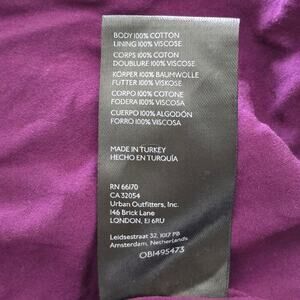 BODY 100% COTTON
LINING 100% VISCOSE
CORPS 100% COTON
DOUBLURE 100% VISCOSE
KÖRPER 100% BAUMWOLLE
FUTTER 100% VISKOSE
CORPO 100% COTONE
FODERA 100% VISCOSA
CUERPO 100% ALGODÓN
FORRO 100% VISCOSA
MADE IN TURKEY
HECHO EN TURQUÍA
RN 66170
CA 32054
Urban Outfitters, Inc.
146 Brick Lane
LONDON, E1 6RU
Leidsestraat 32, 1017 PB
Amsterdam, Netherlands
OB1495473